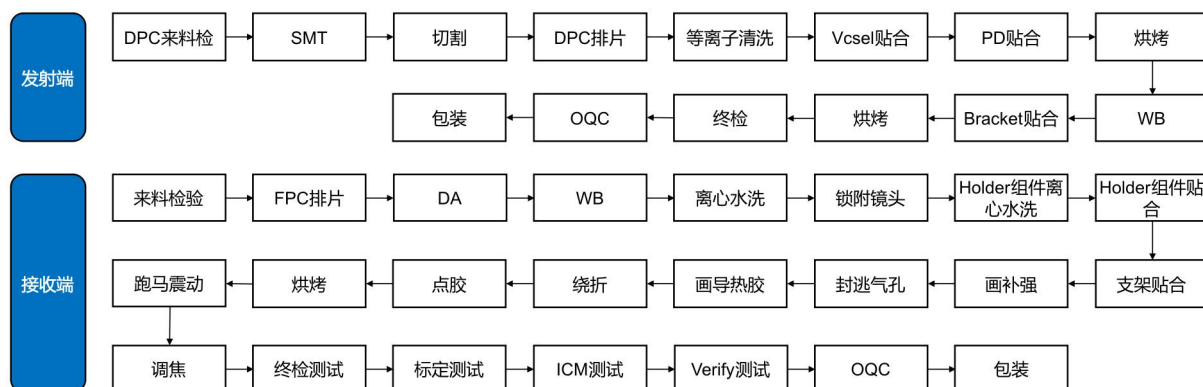 发射端
DPC来料检
SMT
切割
DPC排片
等离子清洗
Vcsel贴合
PD贴合
烘烤
WB
Bracket贴合
烘烤
终检
OQC
包装
接收端
来料检验
FPC排片
DA
WB
离心水洗
锁附镜头
Holder组件离
心水洗
Holder组件贴
合
支架贴合
画补强
封逃气孔
画导热胶
绕折
点胶
烘烤
跑马震动
调焦
终检测试
标定测试
ICM测试
Verify测试
OQC
包装